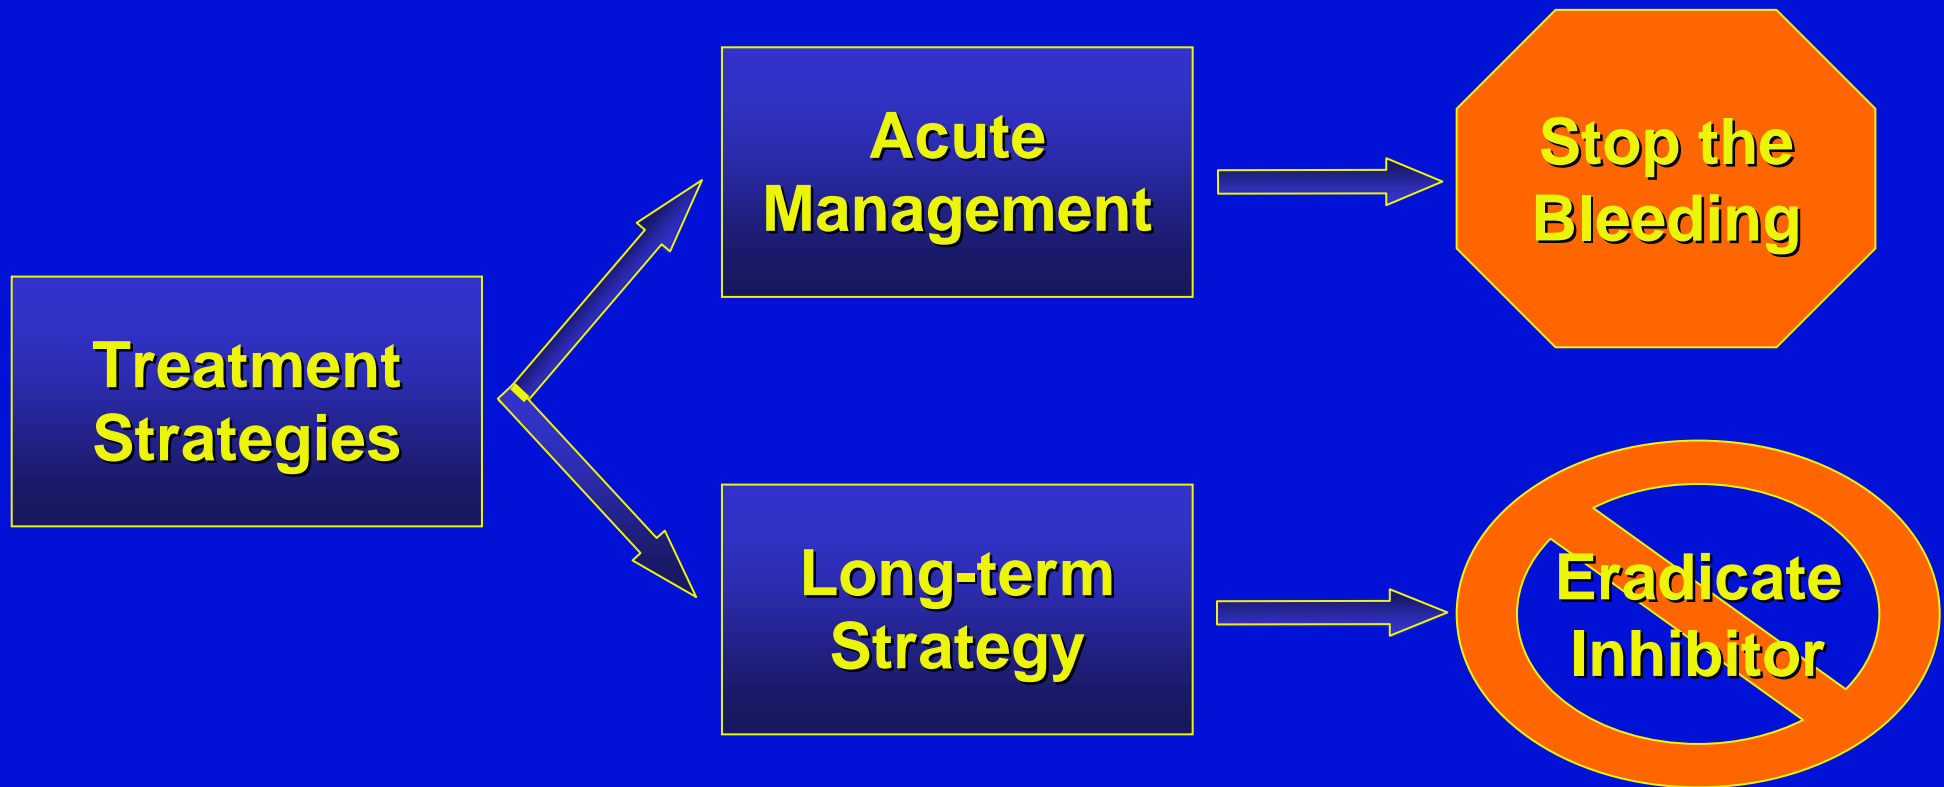 Treatment
Strategies
Acute
Management
Stop the
Bleeding
Long-term
Strategy
Eradicate
Inhibitor